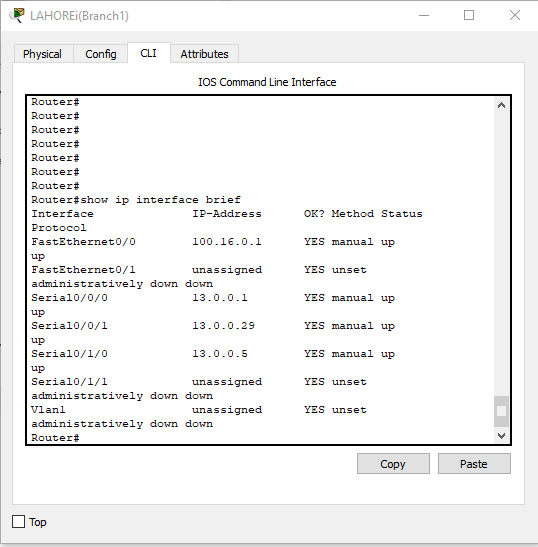 LAHOREi(Branch1)
Physical Config CLI Attributes
IOS Command Line Interface
Router#
Router#
Router#
Router#
Router#
Router#
Router#
Router#show ip interface brief
Interface IP-Address OK? Method Status
Protocol
FastEthernet0/0 100.16.0.1 YES manual up
up
FastEthernet0/1 unassigned YES unset
administratively down down
Serial0/0/0 13.0.0.1 YES manual up
up
Serial0/0/1 13.0.0.29 YES manual up
up
Serial0/1/0 13.0.0.5 YES manual up
up
Serial0/1/1 unassigned YES unset
administratively down down
Vlan1 unassigned YES unset
administratively down down
Router#
Copy Paste
Top